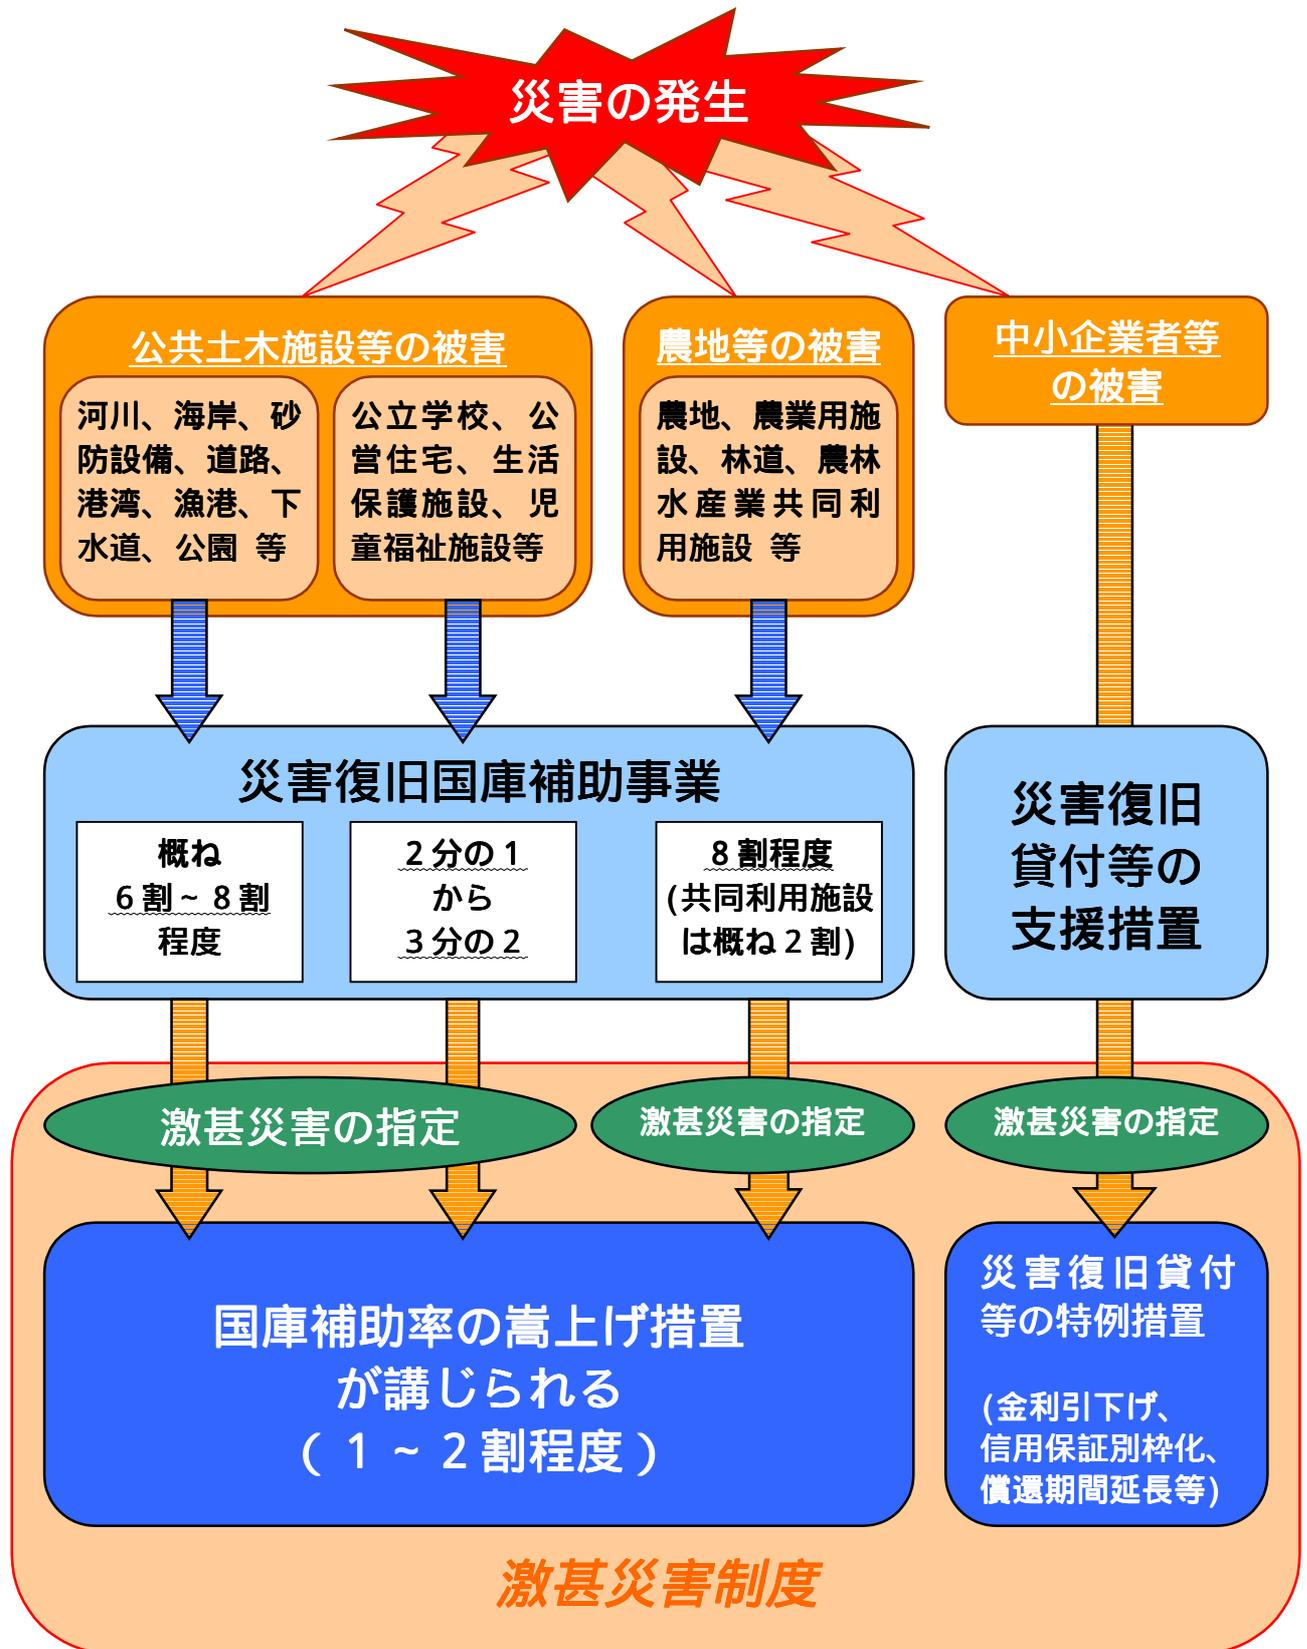 災害の発生
公共土木施設等の被害
河川、海岸、砂
防設備、道路、
港湾、漁港、下
水道、公園 等
公立学校、公
営住宅、生活
保護施設、児
童福祉施設等
農地等の被害
農地、農業用施
設、林道、農林
水産業共同利
用施設 等
中小企業者等
の被害
災害復旧国庫補助事業
概ね
6割~8割
程度
2分の1
から
3分の2
8割程度
(共同利用施設
は概ね2割)
災害復旧
貸付等の
支援措置
激甚災害の指定
激甚災害の指定
激甚災害の指定
国庫補助率の嵩上げ措置
が講じられる
(1~2割程度)
災害復旧貸付
等の特例措置
(金利引下げ、
信用保証別枠化、
償還期間延長等)
激甚災害制度